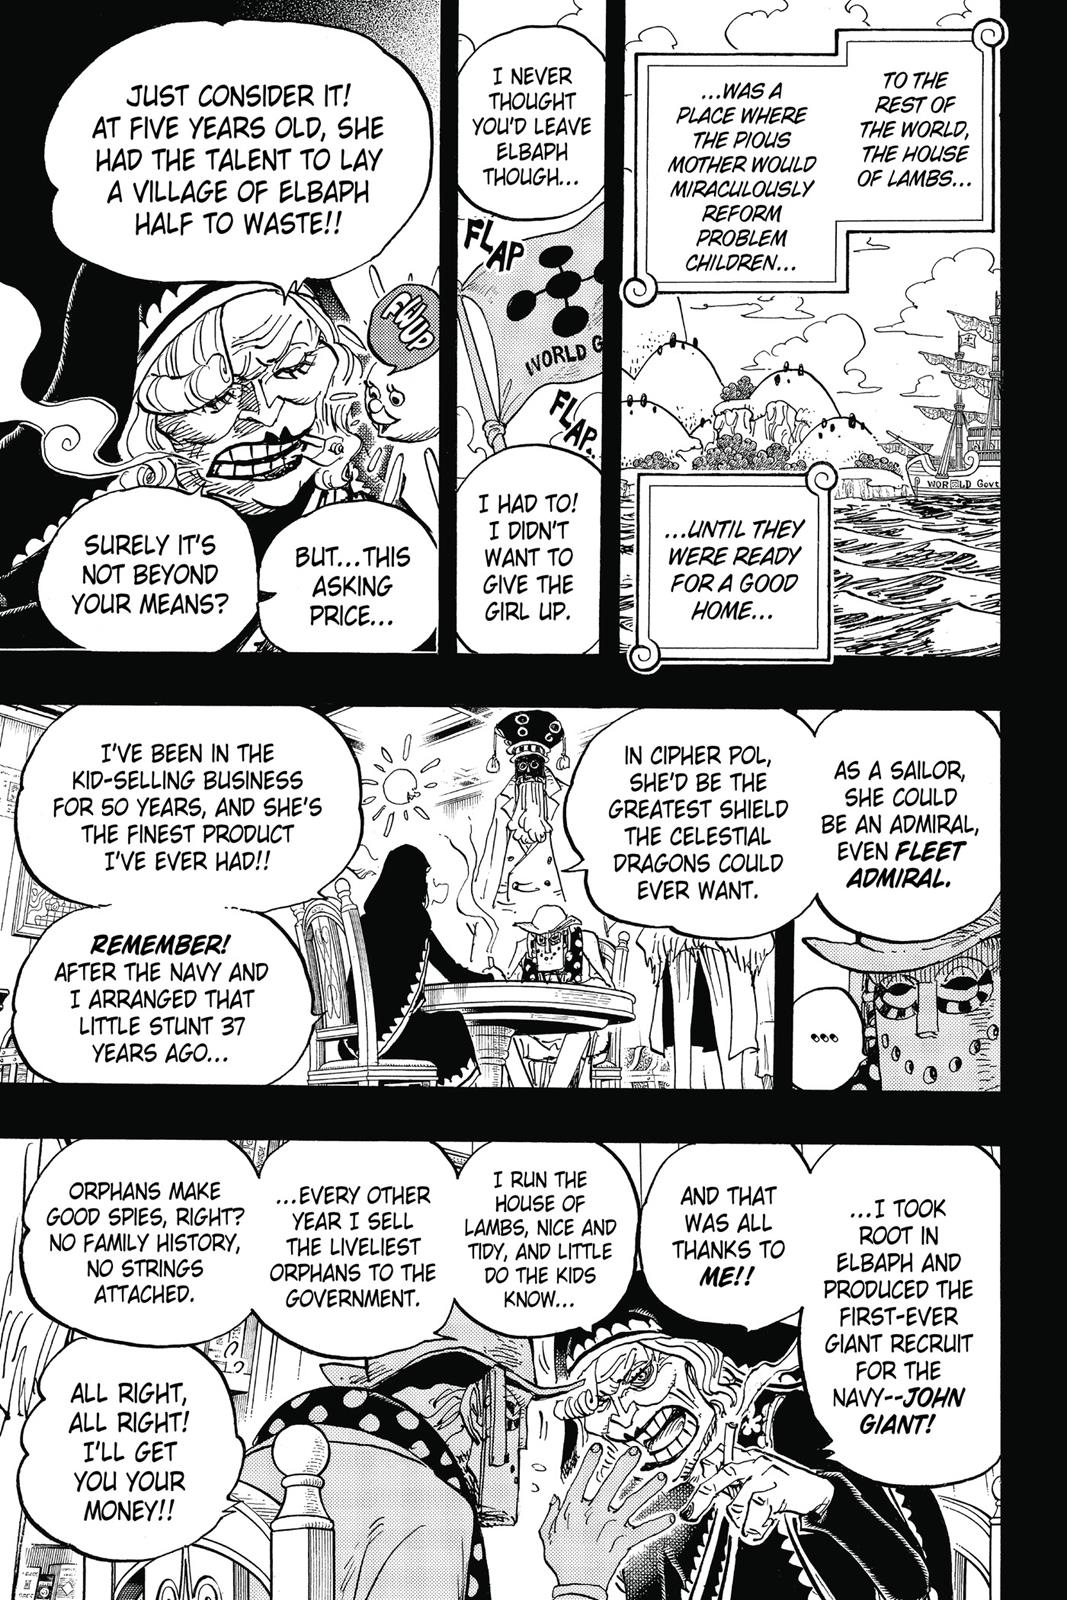 TO THE
REST OF
THE WORLD,
THE HOUSE
OF LAMBS...
...WAS A
PLACE WHERE
THE PIOUS
MOTHER WOULD
MIRACULOUSLY
REFORM
PROBLEM
CHILDREN...
WORLD Govt
...UNTIL THEY
WERE READY
FOR A GOOD
HOME...
I NEVER
THOUGHT
YOU'D LEAVE
ELBAPH
THOUGH...
FLAP
WORLD G
FLAP...
I HAD TO!
I DIDN'T
WANT TO
GIVE THE
GIRL UP.
JUST CONSIDER IT!
AT FIVE YEARS OLD, SHE
HAD THE TALENT TO LAY
A VILLAGE OF ELBAPH
HALF TO WASTE!!
FWUP
BUT...THIS
ASKING
PRICE...
SURELY IT'S
NOT BEYOND
YOUR MEANS?
AS A SAILOR,
SHE COULD
BE AN ADMIRAL,
EVEN FLEET
ADMIRAL.
...
IN CIPHER POL,
SHE'D BE THE
GREATEST SHIELD
THE CELESTIAL
DRAGONS COULD
EVER WANT.
I'VE BEEN IN THE
KID-SELLING BUSINESS
FOR 50 YEARS, AND SHE'S
THE FINEST PRODUCT
I'VE EVER HAD!!
REMEMBER!
AFTER THE NAVY AND
I ARRANGED THAT
LITTLE STUNT 37
YEARS AGO...
...I TOOK
ROOT IN
ELBAPH AND
PRODUCED THE
FIRST-EVER
GIANT RECRUIT
FOR THE
NAVY--JOHN
GIANT!
AND THAT
WAS ALL
THANKS TO
ME!!
I RUN THE
HOUSE OF
LAMBS, NICE AND
TIDY, AND LITTLE
DO THE KIDS
KNOW...
...EVERY OTHER
YEAR I SELL
THE LIVELIEST
ORPHANS TO THE
GOVERNMENT.
ORPHANS MAKE
GOOD SPIES, RIGHT?
NO FAMILY HISTORY,
NO STRINGS
ATTACHED.
ALL RIGHT,
ALL RIGHT!
I'LL GET
YOU YOUR
MONEY!!